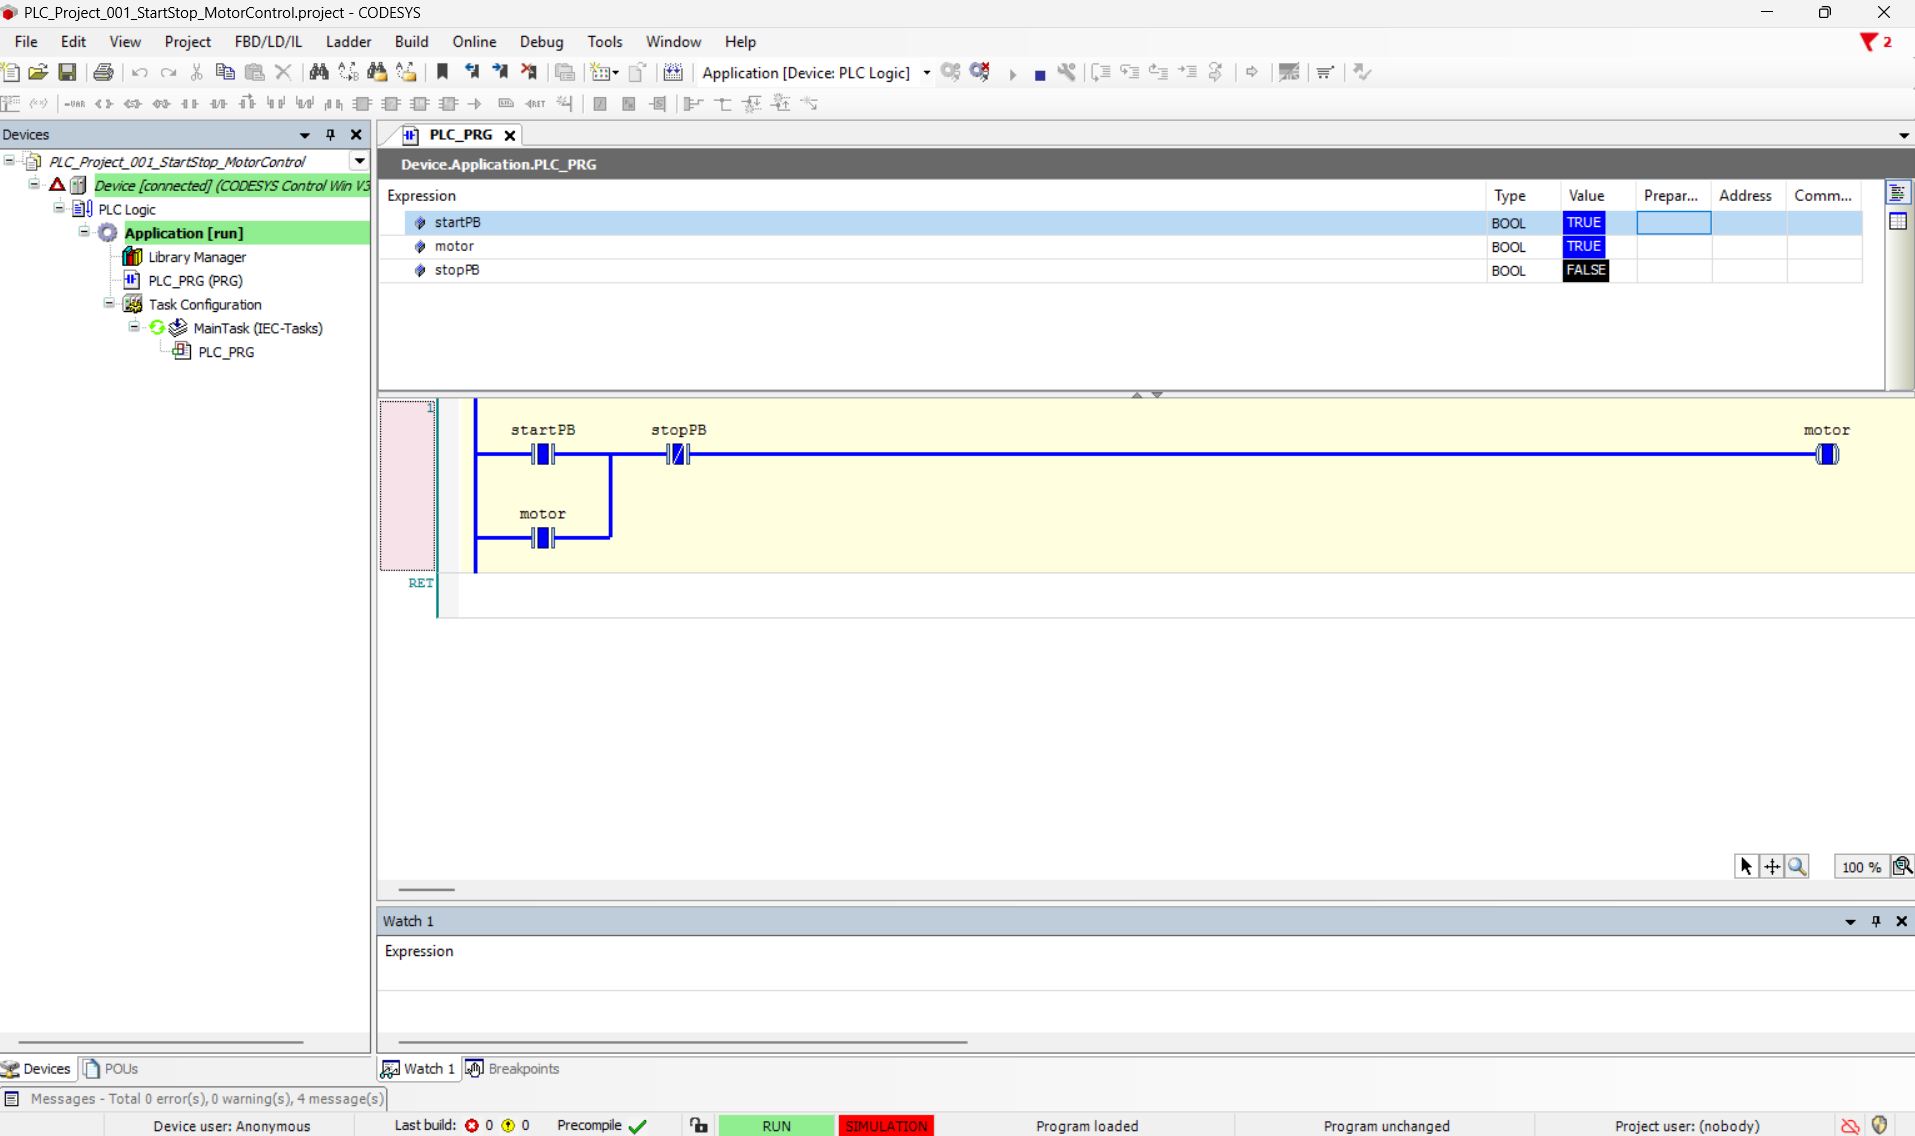 PLC_Project_001_StartStop_MotorControl.project - CODESYS
File Edit View Project FBD/LD/IL Ladder Build Online Debug Tools Window Help
2
Application [Device: PLC Logic]
Devices
PLC_Project_001_StartStop_MotorControl
Device [connected] (CODESYS Control Win V3
PLC Logic
Application [run]
Library Manager
PLC_PRG (PRG)
Task Configuration
MainTask (IEC-Tasks)
PLC_PRG
PLC_PRG
Device.Application.PLC_PRG
Expression Type Value Prepar... Address Comm...
startPB BOOL TRUE
motor BOOL TRUE
stopPB BOOL FALSE
1
startPB stopPB motor
motor
RET
100 %
Watch 1
Expression
Devices POUs
Watch 1 Breakpoints
Messages - Total 0 error(s), 0 warning(s), 4 message(s)
Device user: Anonymous Last build: 0 0 Precompile RUN SIMULATION Program loaded Program unchanged Project user: (nobody)